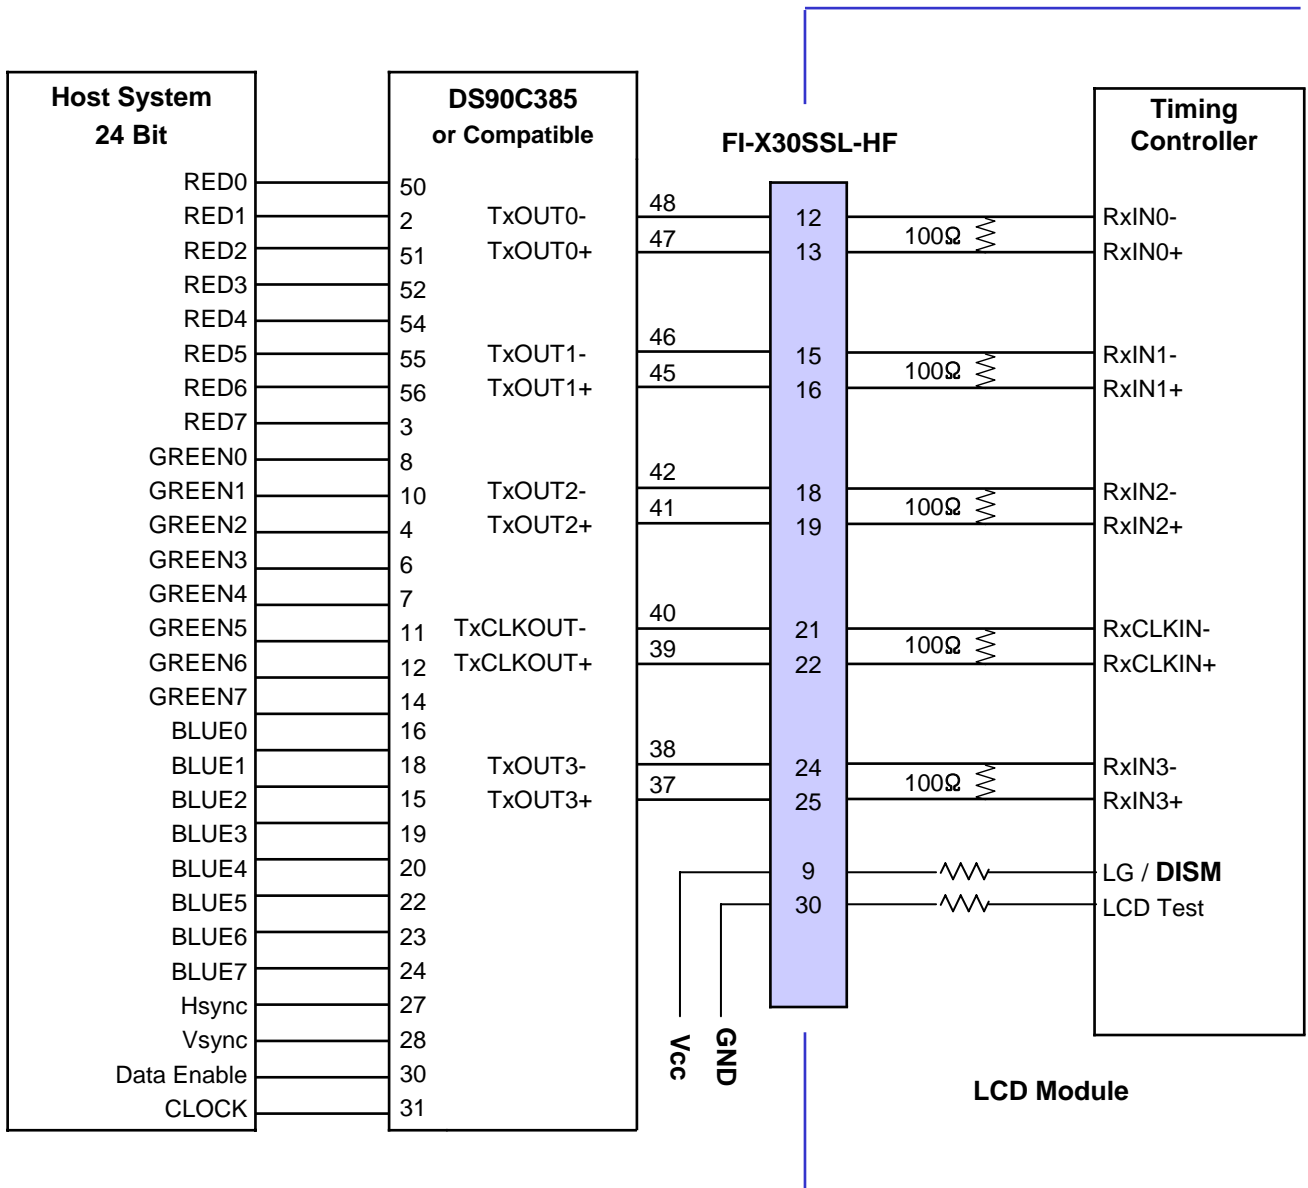 Host System
24 Bit
RED0
RED1
RED2
RED3
RED4
RED5
RED6
RED7
GREEN0
GREEN1
GREEN2
GREEN3
GREEN4
GREEN5
GREEN6
GREEN7
BLUE0
BLUE1
BLUE2
BLUE3
BLUE4
BLUE5
BLUE6
BLUE7
Hsync
Vsync
Data Enable
CLOCK
DS90C385
or Compatible
50
2
51
52
54
55
56
3
8
10
4
6
7
11
12
14
16
18
15
19
20
22
23
24
27
28
30
31
TxOUT0-
TxOUT0+
TxOUT1-
TxOUT1+
TxOUT2-
TxOUT2+
TxCLKOUT-
TxCLKOUT+
TxOUT3-
TxOUT3+
48
47
46
45
42
41
40
39
38
37
Vcc
GND
FI-X30SSL-HF
12
13
15
16
18
19
21
22
24
25
9
30
100Ω
100Ω
100Ω
100Ω
100Ω
Timing
Controller
RxIN0-
RxIN0+
RxIN1-
RxIN1+
RxIN2-
RxIN2+
RxCLKIN-
RxCLKIN+
RxIN3-
RxIN3+
LG / DISM
LCD Test
LCD Module